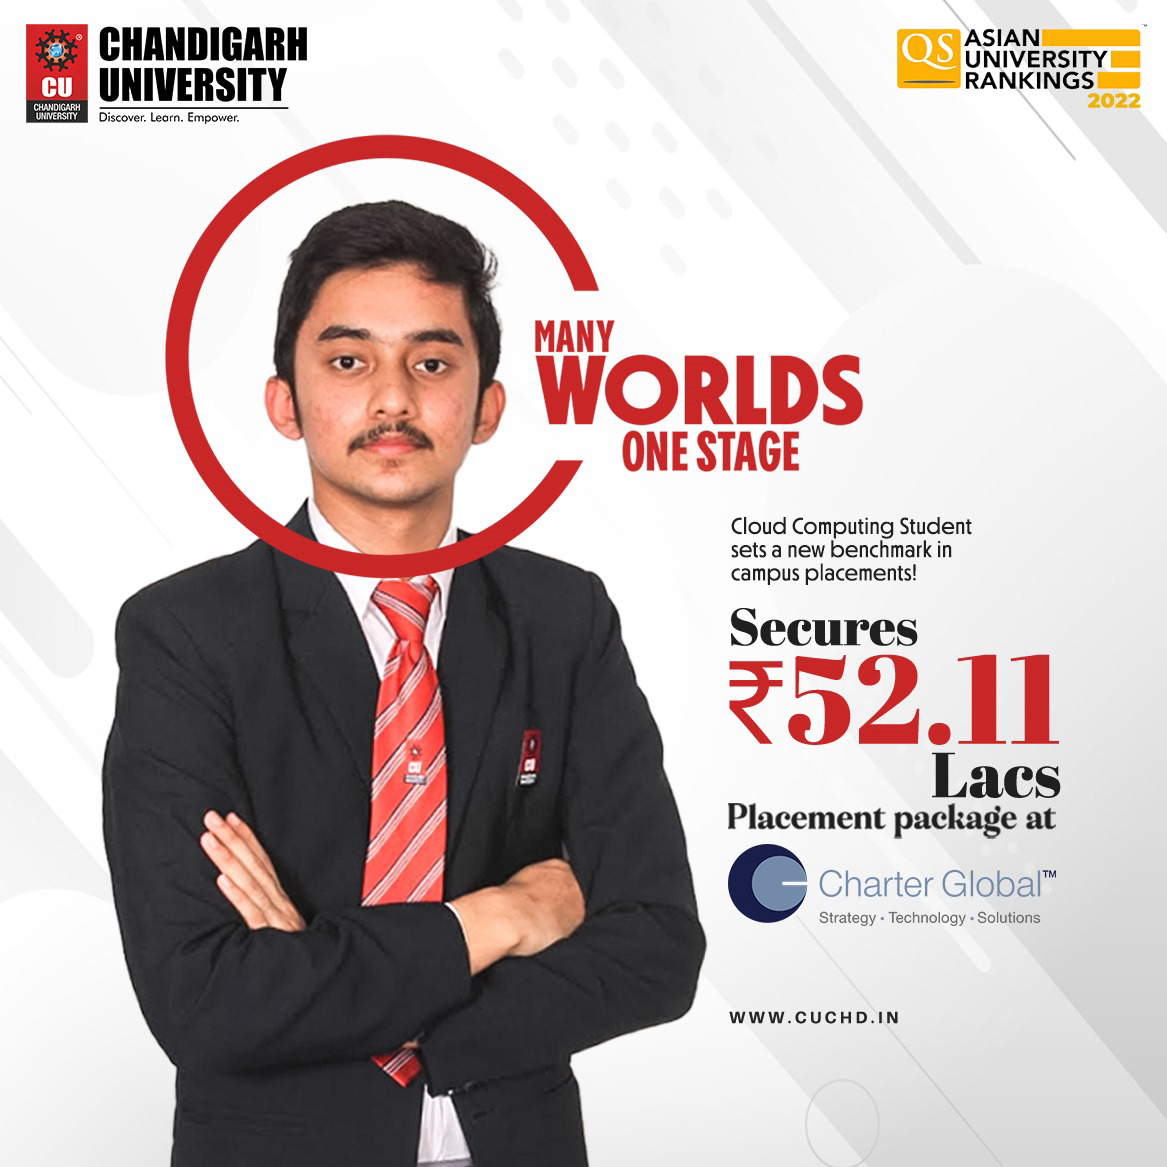 CU
CHANDIGARH
UNIVERSITY
®
CHANDIGARH
UNIVERSITY
Discover. Learn. Empower.
QS
ASIAN
UNIVERSITY
RANKINGS
2022
MANY
WORLDS
ONE STAGE
Cloud Computing Student
sets a new benchmark in
campus placements!
Secures
₹52.11
Lacs
Placement package at
Charter Global™
Strategy • Technology • Solutions
CU
CU
WWW.CUCHD.IN